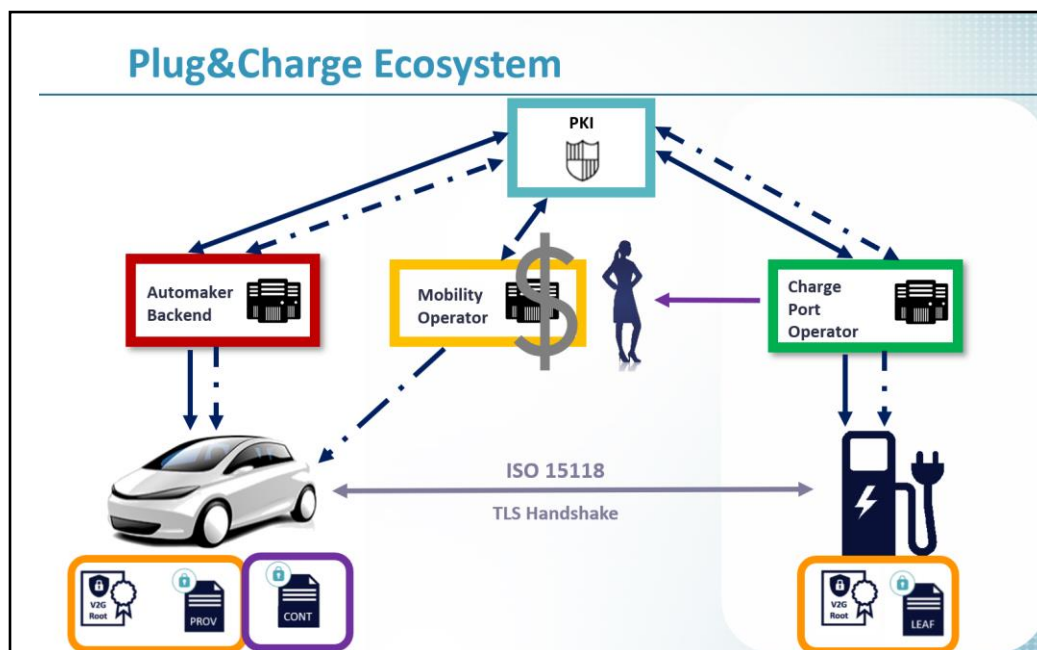 Plug&Charge Ecosystem
PKI
Automaker
Backend
Mobility
Operator
$
Charge
Port
Operator
ISO 15118
TLS Handshake
V2G
Root
PROV
CONT
V2G
Root
LEAF